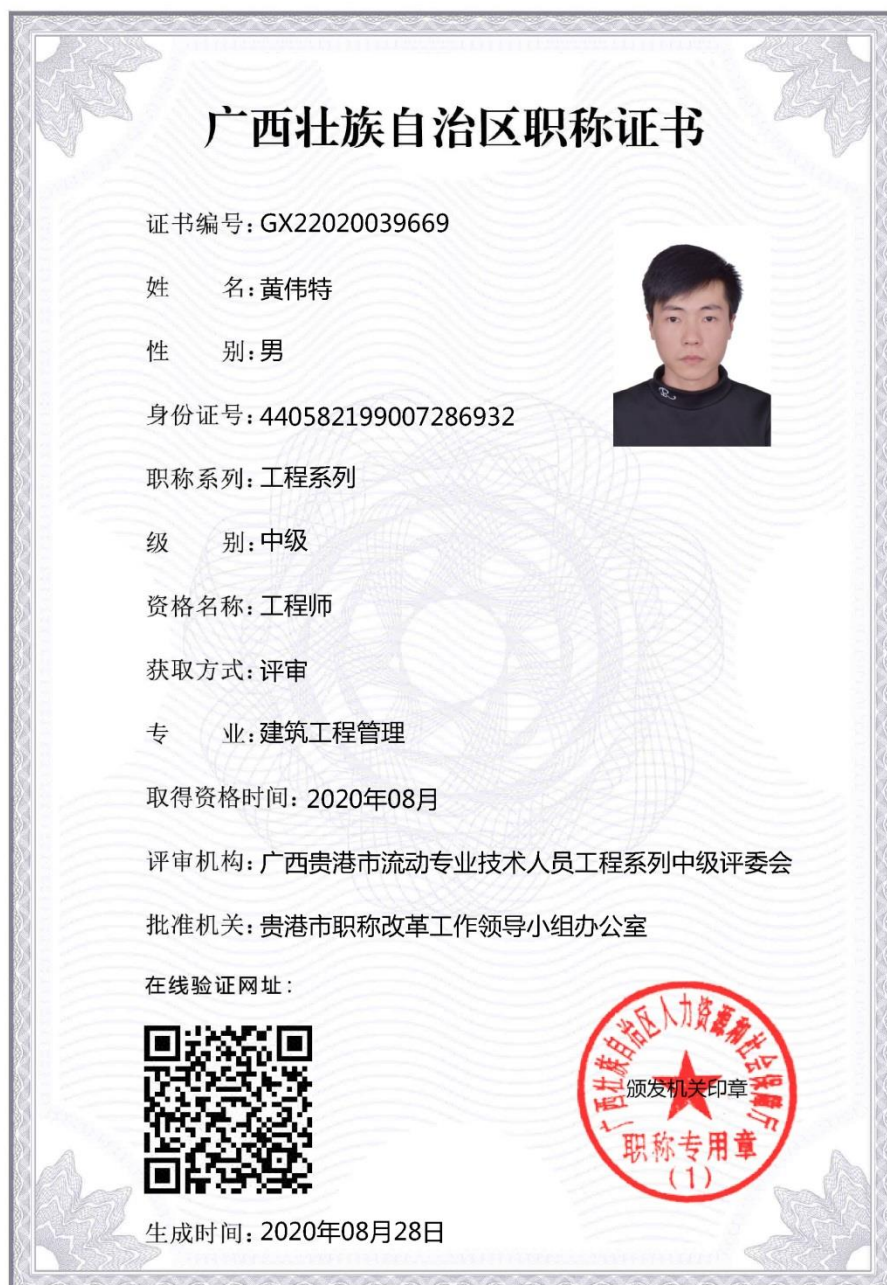 广西壮族自治区职称证书
证书编号：GX22020039669
姓 名：黄伟特
性 别：男
身份证号：440582199007286932
职称系列：工程系列
级 别：中级
资格名称：工程师
获取方式：评审
专 业：建筑工程管理
取得资格时间：2020年08月
评审机构：广西贵港市流动专业技术人员工程系列中级评委会
批准机关：贵港市职称改革工作领导小组办公室
在线验证网址：
广西壮族自治区人力资源和社会保障厅
颁发机关印章
职称专用章
(1)
生成时间：2020年08月28日